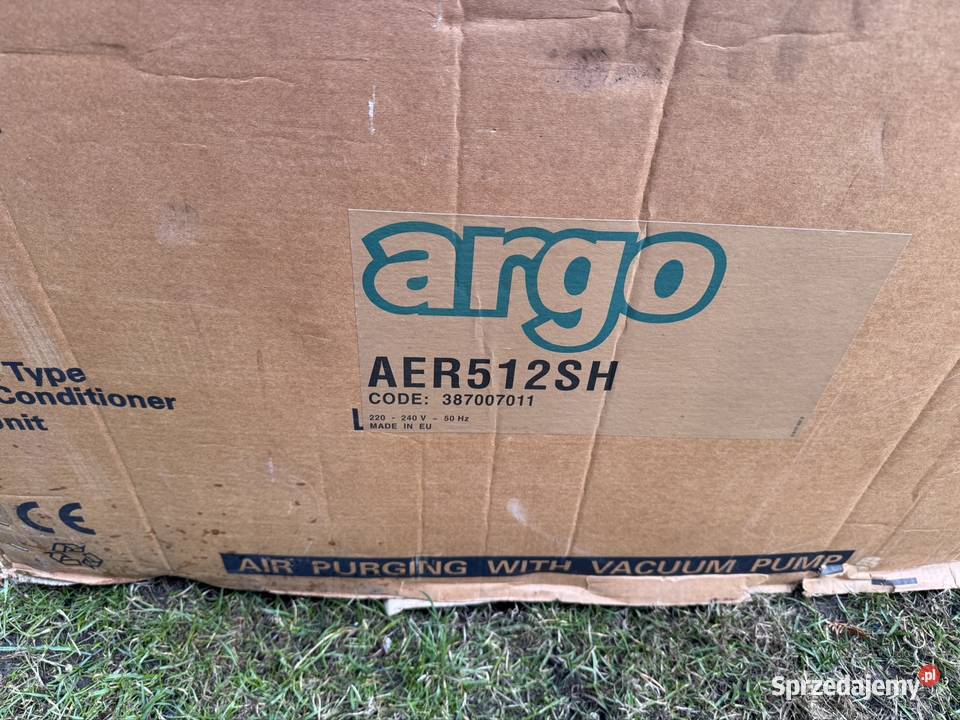 argo
AER512SH
CODE: 387007011
220 - 240 V - 50 Hz
MADE IN EU
Type
Conditioner
CE
AIR PURGING WITH VACUUM PUMP
Sprzedajemy.pl